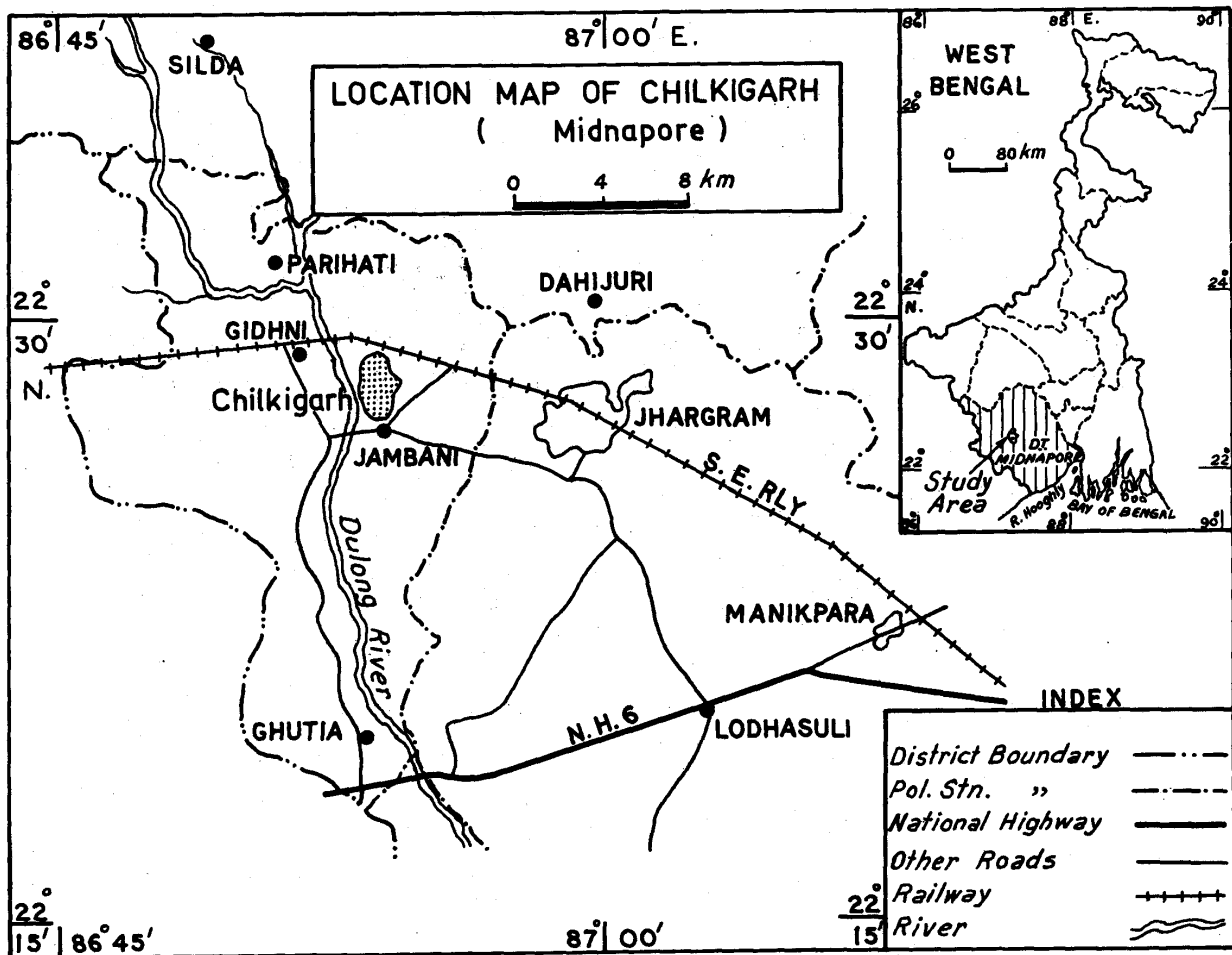 86° 45'
87° 00' E.
SILDA
LOCATION MAP OF CHILKIGARH
( Midnapore )
0 4 8 km
PARIHATI
DAHIJURI
22° 30'
N.
22° 30'
GIDHNI
Chilkigarh
JAMBANI
JHARGRAM
S. E. RLY
Dulong River
MANIKPARA
GHUTIA
N. H. 6
LODHASULI
22° 15'
86° 45'
87° 00'
22° 15'
86°
88° E.
90°
WEST
BENGAL
26°
0 80 km
24°
N.
24°
DT.
MIDNAPORE
22°
22°
Study
Area
R. Hooghly
BAY OF BENGAL
86°
88°
90°
INDEX
District Boundary
Pol. Stn. "
National Highway
Other Roads
Railway
River